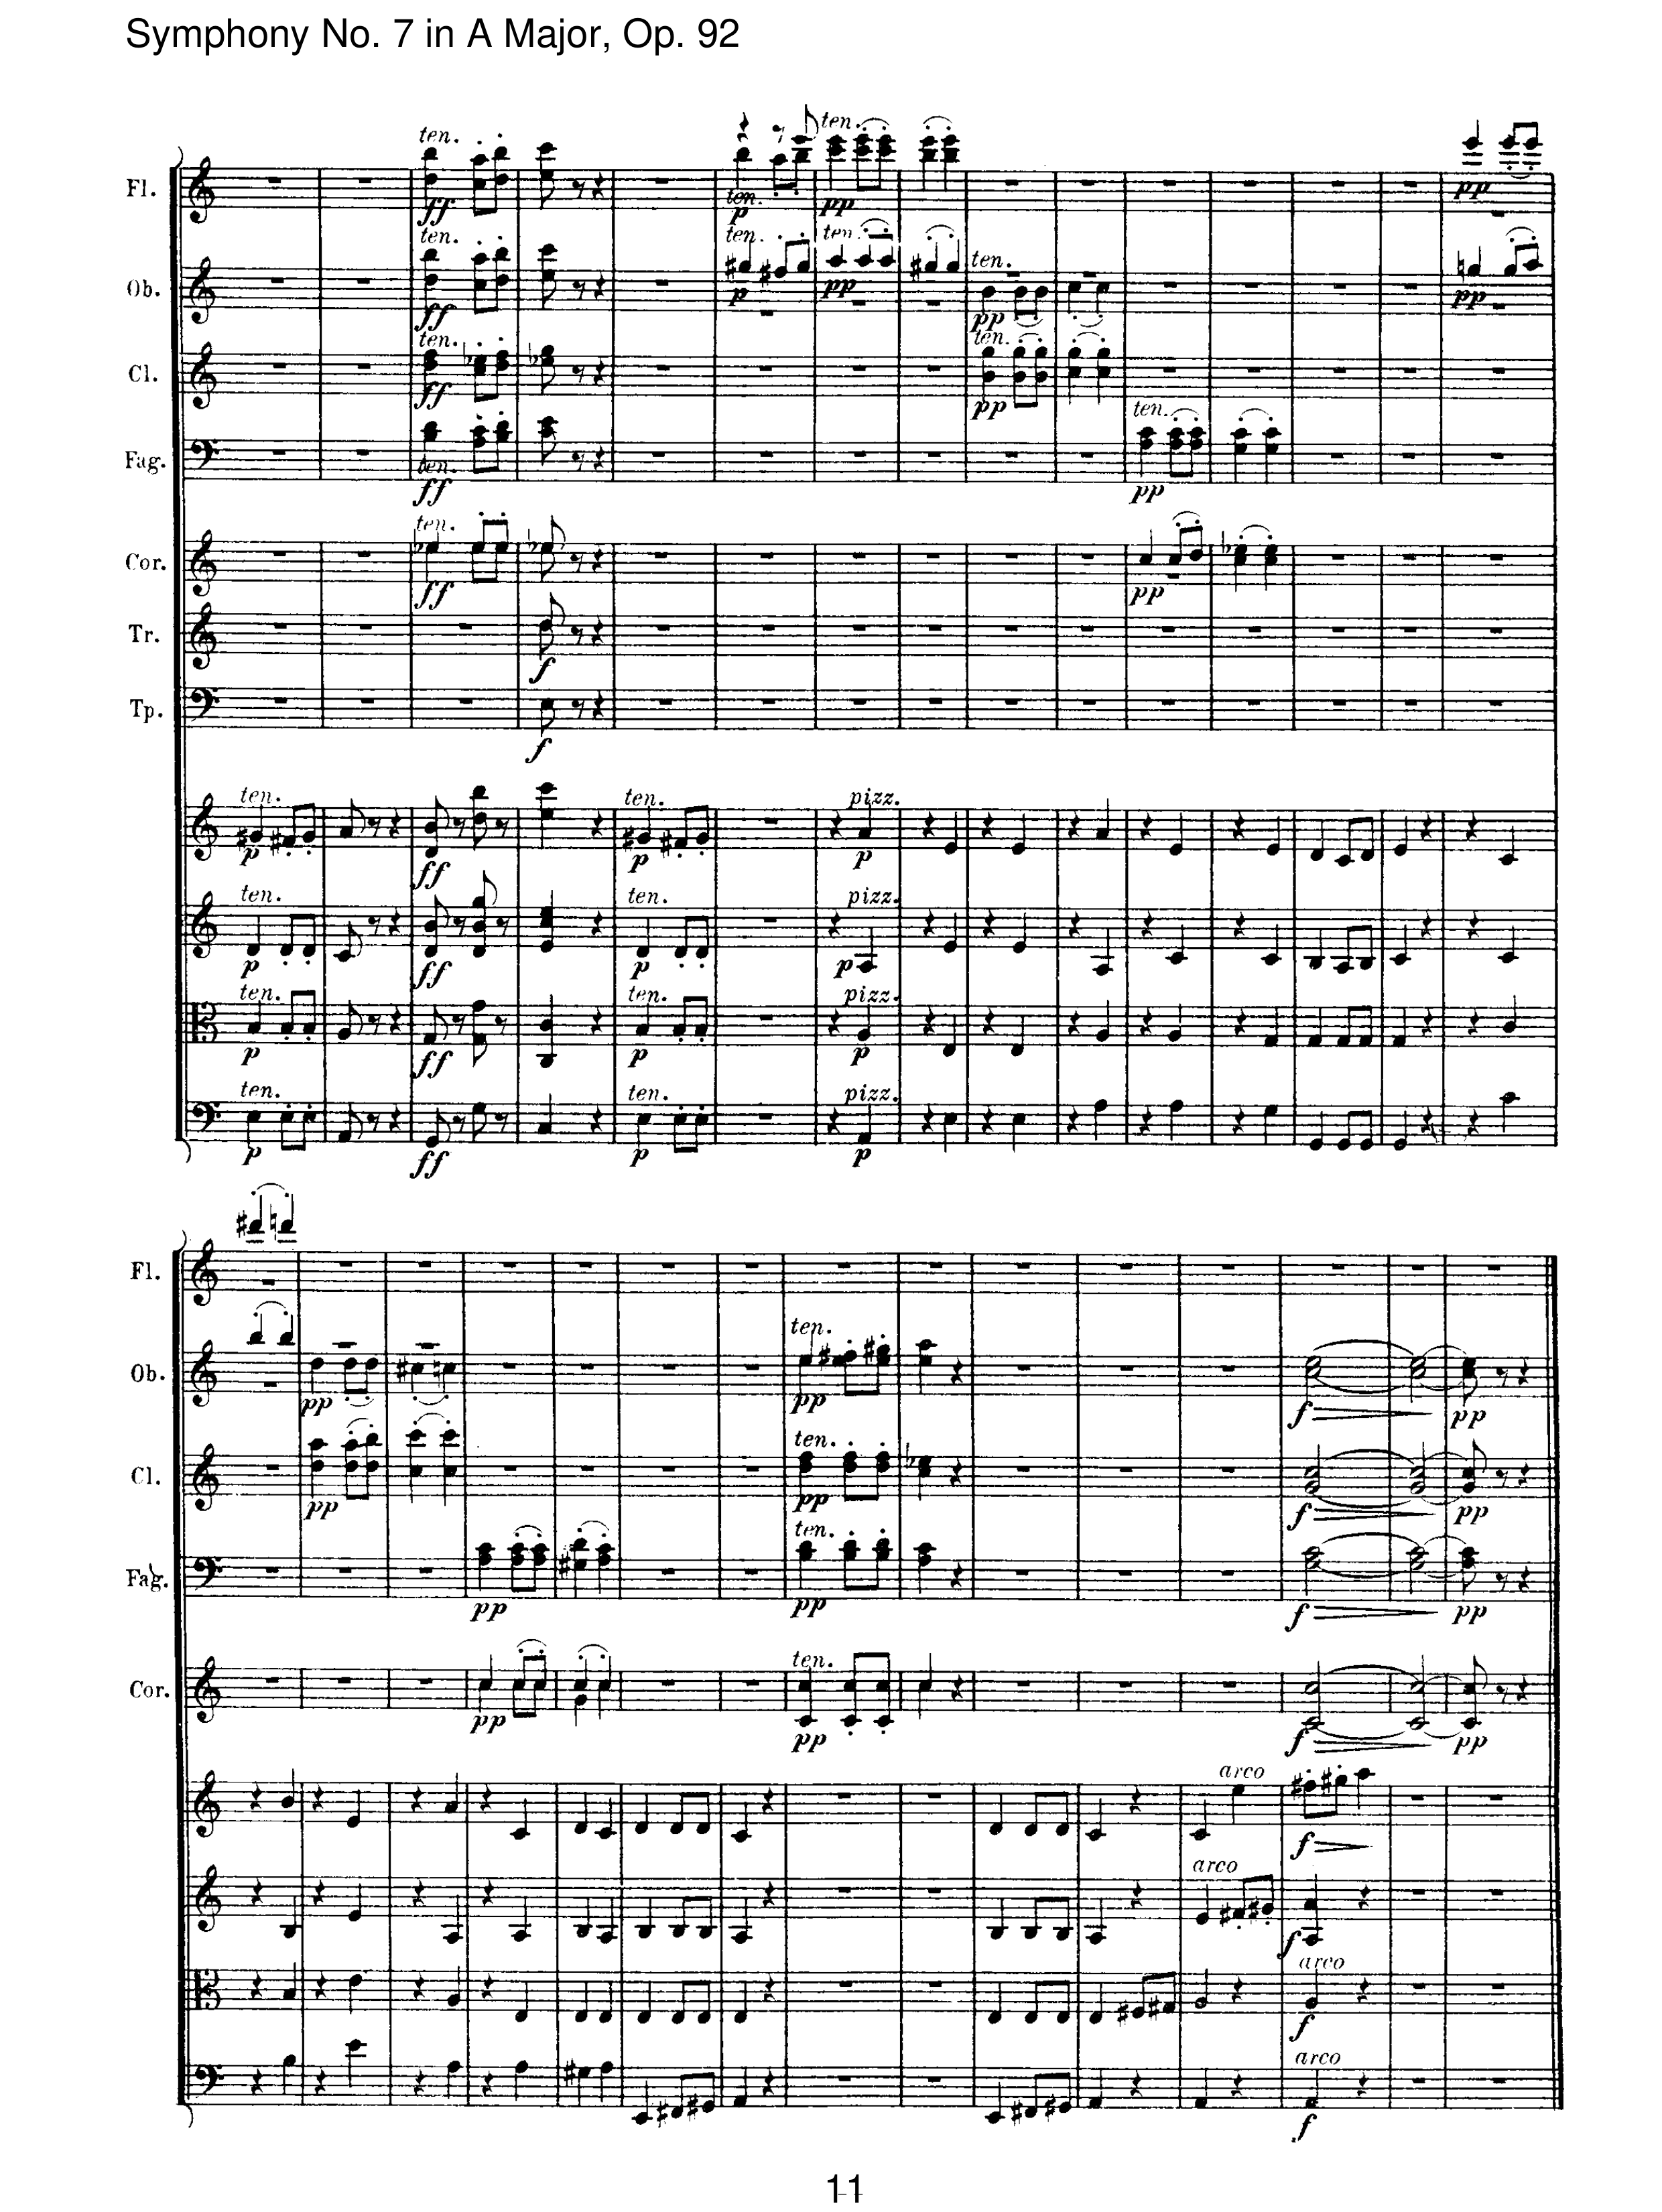 Symphony No. 7 in A Major, Op. 92
ten.
ten.
Fl.
ff
ten.
p
pp
pp
ten.
ten.
ten.
ten.
Ob.
ff
p
pp
pp
pp
ten.
ten.
Cl.
ff
pp
ten.
Fag.
ten.
ff
pp
ten.
Cor.
ff
pp
Tr.
f
Tp.
f
ten.
ten.
pizz.
p
ff
p
p
ten.
ten.
pizz.
p
ff
p
p
ten.
ten.
pizz.
p
ff
p
p
ten.
ten.
pizz.
p
ff
p
p
Fl.
ten.
Ob.
pp
pp
f
pp
ten.
Cl.
pp
pp
f
pp
ten.
Fag.
pp
pp
f
pp
ten.
Cor.
pp
pp
f
pp
arco
f
arco
f
arco
f
arco
f
11